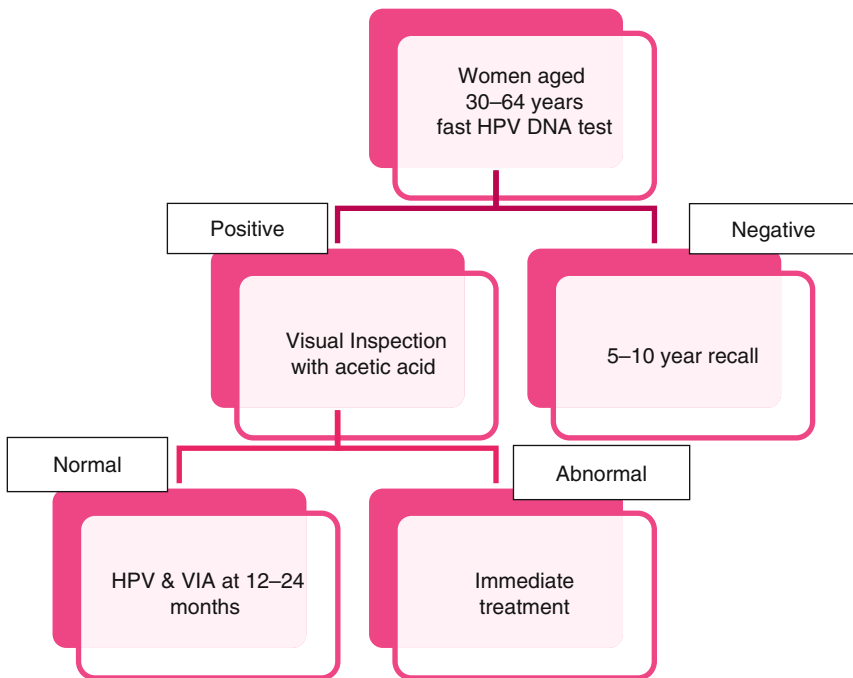 Women aged
30–64 years
fast HPV DNA test
Positive
Negative
Visual Inspection
with acetic acid
5–10 year recall
Normal
Abnormal
HPV & VIA at 12–24
months
Immediate
treatment